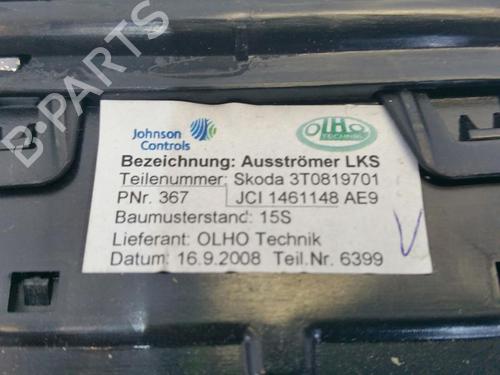 B-PARTS
Johnson
Controls
OLHO
TECHNIK
Bezeichnung: Ausströmer LKS
Teilenummer: Skoda 3T0819701
PNr. 367 JCI 1461148 AE9
Baumusterstand: 15S
Lieferant: OLHO Technik
Datum: 16.9.2008 Teil.Nr. 6399